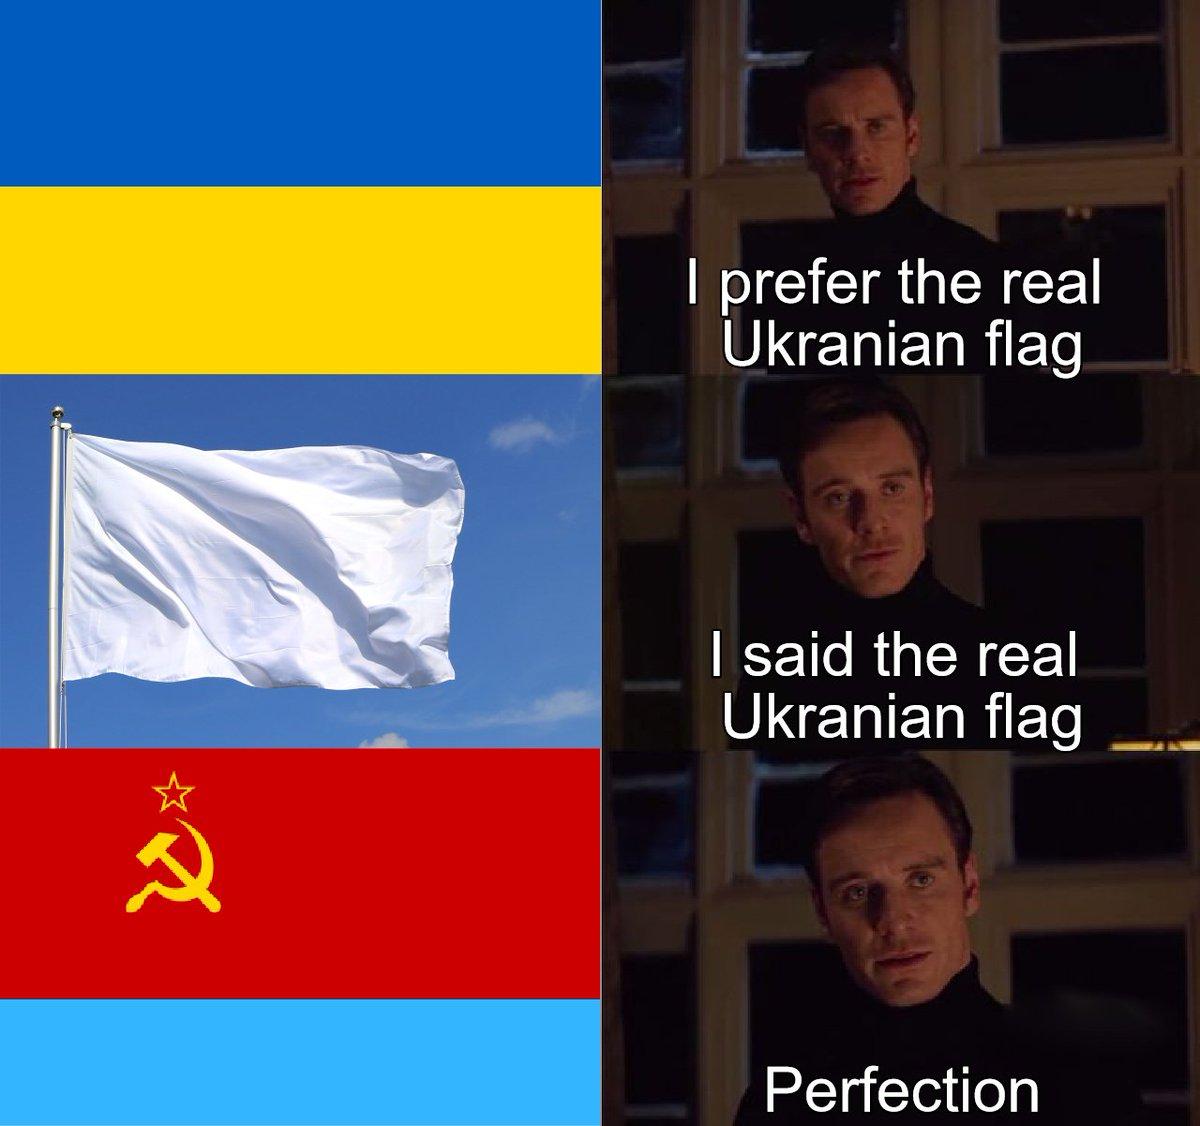 I prefer the real
Ukranian flag
I said the real
Ukranian flag
Perfection